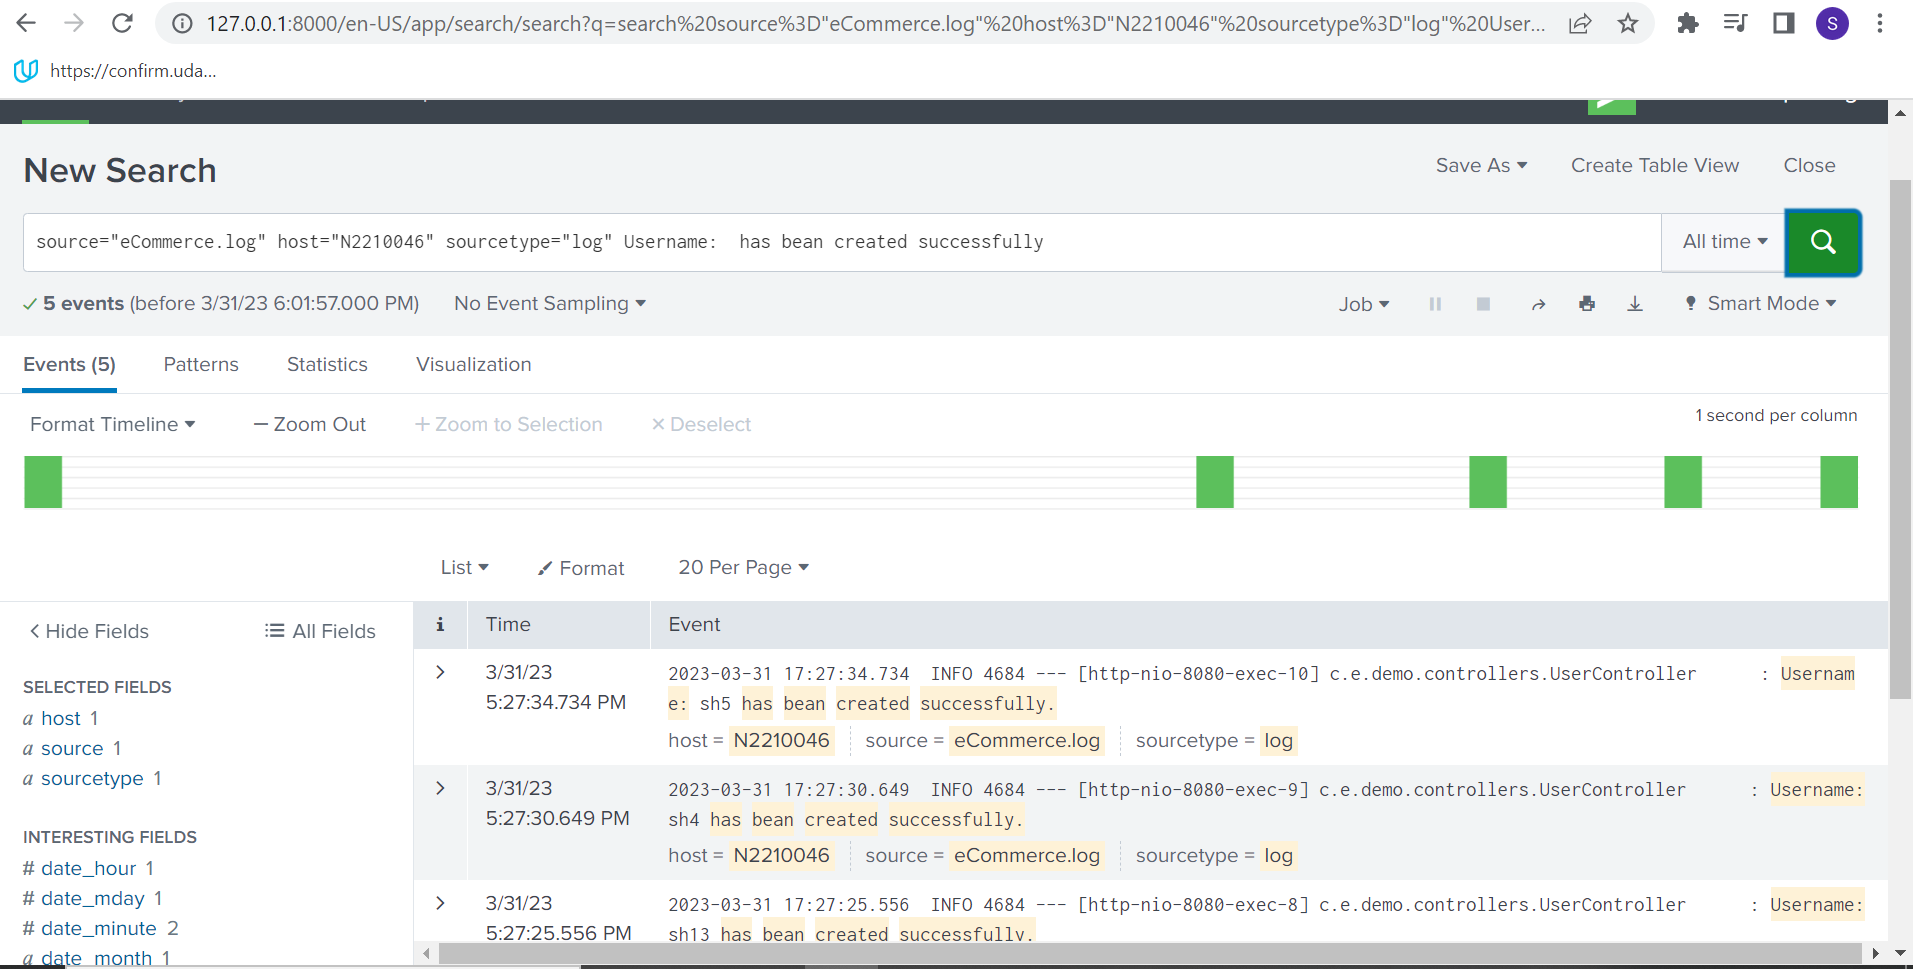 127.0.0.1:8000/en-US/app/search/search?q=search%20source%3D"eCommerce.log"%20host%3D"N2210046"%20sourcetype%3D"log"%20User...
S
https://confirm.uda...
New Search
Save As
Create Table View
Close
source="eCommerce.log" host="N2210046" sourcetype="log" Username:  has bean created successfully
All time
5 events (before 3/31/23 6:01:57.000 PM)
No Event Sampling
Job
Smart Mode
Events (5)
Patterns
Statistics
Visualization
Format Timeline
— Zoom Out
+ Zoom to Selection
× Deselect
1 second per column
List
Format
20 Per Page
< Hide Fields
All Fields
i
Time
Event
SELECTED FIELDS
a host 1
a source 1
a sourcetype 1
INTERESTING FIELDS
# date_hour 1
# date_mday 1
# date_minute 2
a date_month 1
3/31/23
5:27:34.734 PM
2023-03-31 17:27:34.734  INFO 4684 --- [http-nio-8080-exec-10] c.e.demo.controllers.UserController      : Usernam
e: sh5 has bean created successfully.
host = N2210046
source = eCommerce.log
sourcetype = log
3/31/23
5:27:30.649 PM
2023-03-31 17:27:30.649  INFO 4684 --- [http-nio-8080-exec-9] c.e.demo.controllers.UserController      : Username:
sh4 has bean created successfully.
host = N2210046
source = eCommerce.log
sourcetype = log
3/31/23
5:27:25.556 PM
2023-03-31 17:27:25.556  INFO 4684 --- [http-nio-8080-exec-8] c.e.demo.controllers.UserController      : Username:
sh13 has bean created successfully.